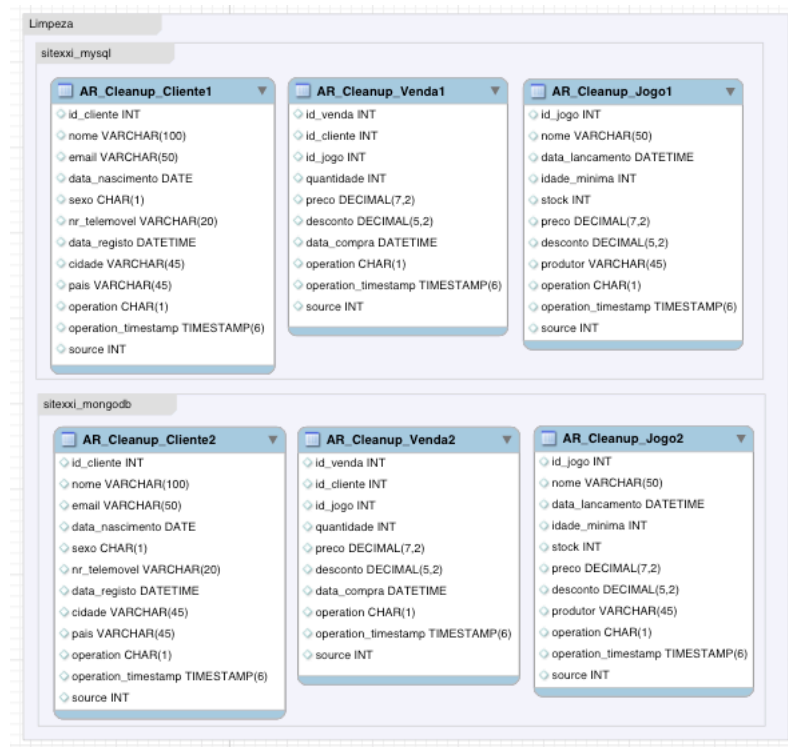 Limpeza
sitexxi_mysql
AR_Cleanup_Cliente1
id_cliente INT
nome VARCHAR(100)
email VARCHAR(50)
data_nascimento DATE
sexo CHAR(1)
nr_telemovel VARCHAR(20)
data_registo DATETIME
cidade VARCHAR(45)
pais VARCHAR(45)
operation CHAR(1)
operation_timestamp TIMESTAMP(6)
source INT
AR_Cleanup_Venda1
id_venda INT
id_cliente INT
id_jogo INT
quantidade INT
preco DECIMAL(7,2)
desconto DECIMAL(5,2)
data_compra DATETIME
operation CHAR(1)
operation_timestamp TIMESTAMP(6)
source INT
AR_Cleanup_Jogo1
id_jogo INT
nome VARCHAR(50)
data_lancamento DATETIME
idade_minima INT
stock INT
preco DECIMAL(7,2)
desconto DECIMAL(5,2)
produtor VARCHAR(45)
operation CHAR(1)
operation_timestamp TIMESTAMP(6)
source INT
sitexxi_mongodb
AR_Cleanup_Cliente2
id_cliente INT
nome VARCHAR(100)
email VARCHAR(50)
data_nascimento DATE
sexo CHAR(1)
nr_telemovel VARCHAR(20)
data_registo DATETIME
cidade VARCHAR(45)
pais VARCHAR(45)
operation CHAR(1)
operation_timestamp TIMESTAMP(6)
source INT
AR_Cleanup_Venda2
id_venda INT
id_cliente INT
id_jogo INT
quantidade INT
preco DECIMAL(7,2)
desconto DECIMAL(5,2)
data_compra DATETIME
operation CHAR(1)
operation_timestamp TIMESTAMP(6)
source INT
AR_Cleanup_Jogo2
id_jogo INT
nome VARCHAR(50)
data_lancamento DATETIME
idade_minima INT
stock INT
preco DECIMAL(7,2)
desconto DECIMAL(5,2)
produtor VARCHAR(45)
operation CHAR(1)
operation_timestamp TIMESTAMP(6)
source INT